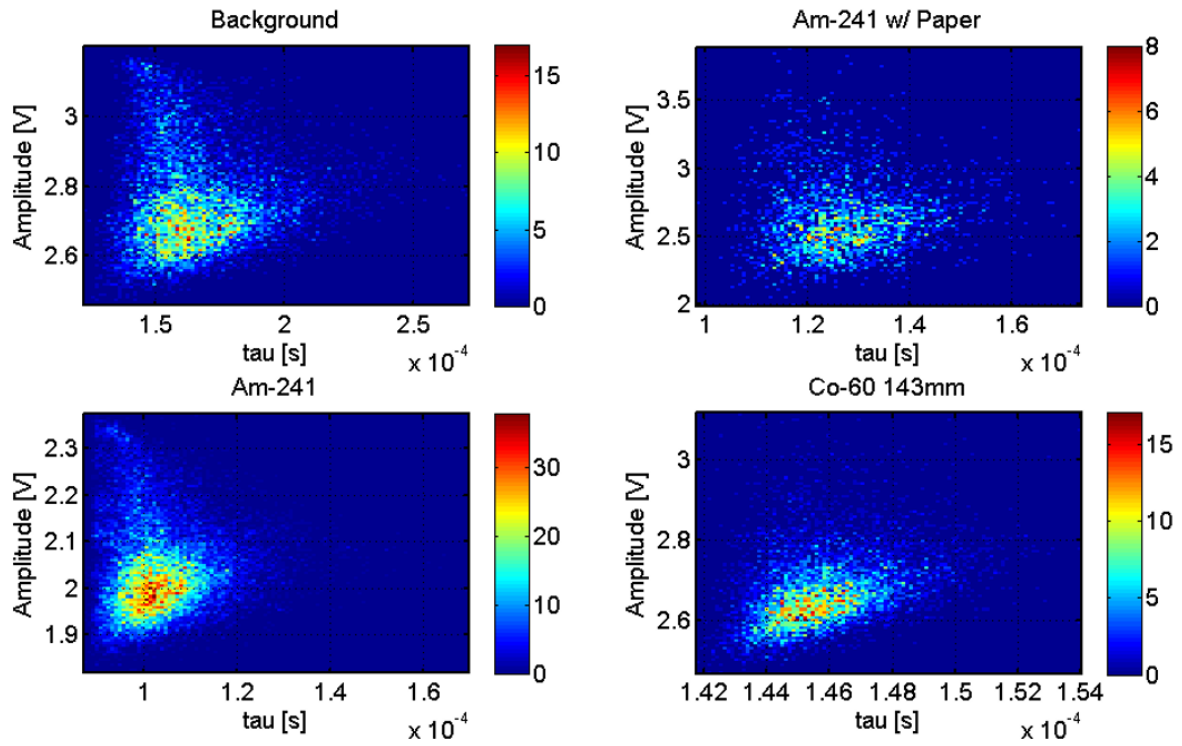 Background
Amplitude [V]
3
2.8
2.6
1.5 2 2.5
tau [s]
x 10^-4
15
10
5
0
Am-241 w/ Paper
Amplitude [V]
3.5
3
2.5
2
1 1.2 1.4 1.6
tau [s]
x 10^-4
8
6
4
2
0
Am-241
Amplitude [V]
2.3
2.2
2.1
2
1.9
1 1.2 1.4 1.6
tau [s]
x 10^-4
30
20
10
0
Co-60 143mm
Amplitude [V]
3
2.8
2.6
1.42 1.44 1.46 1.48 1.5 1.52 1.54
tau [s]
x 10^-4
15
10
5
0